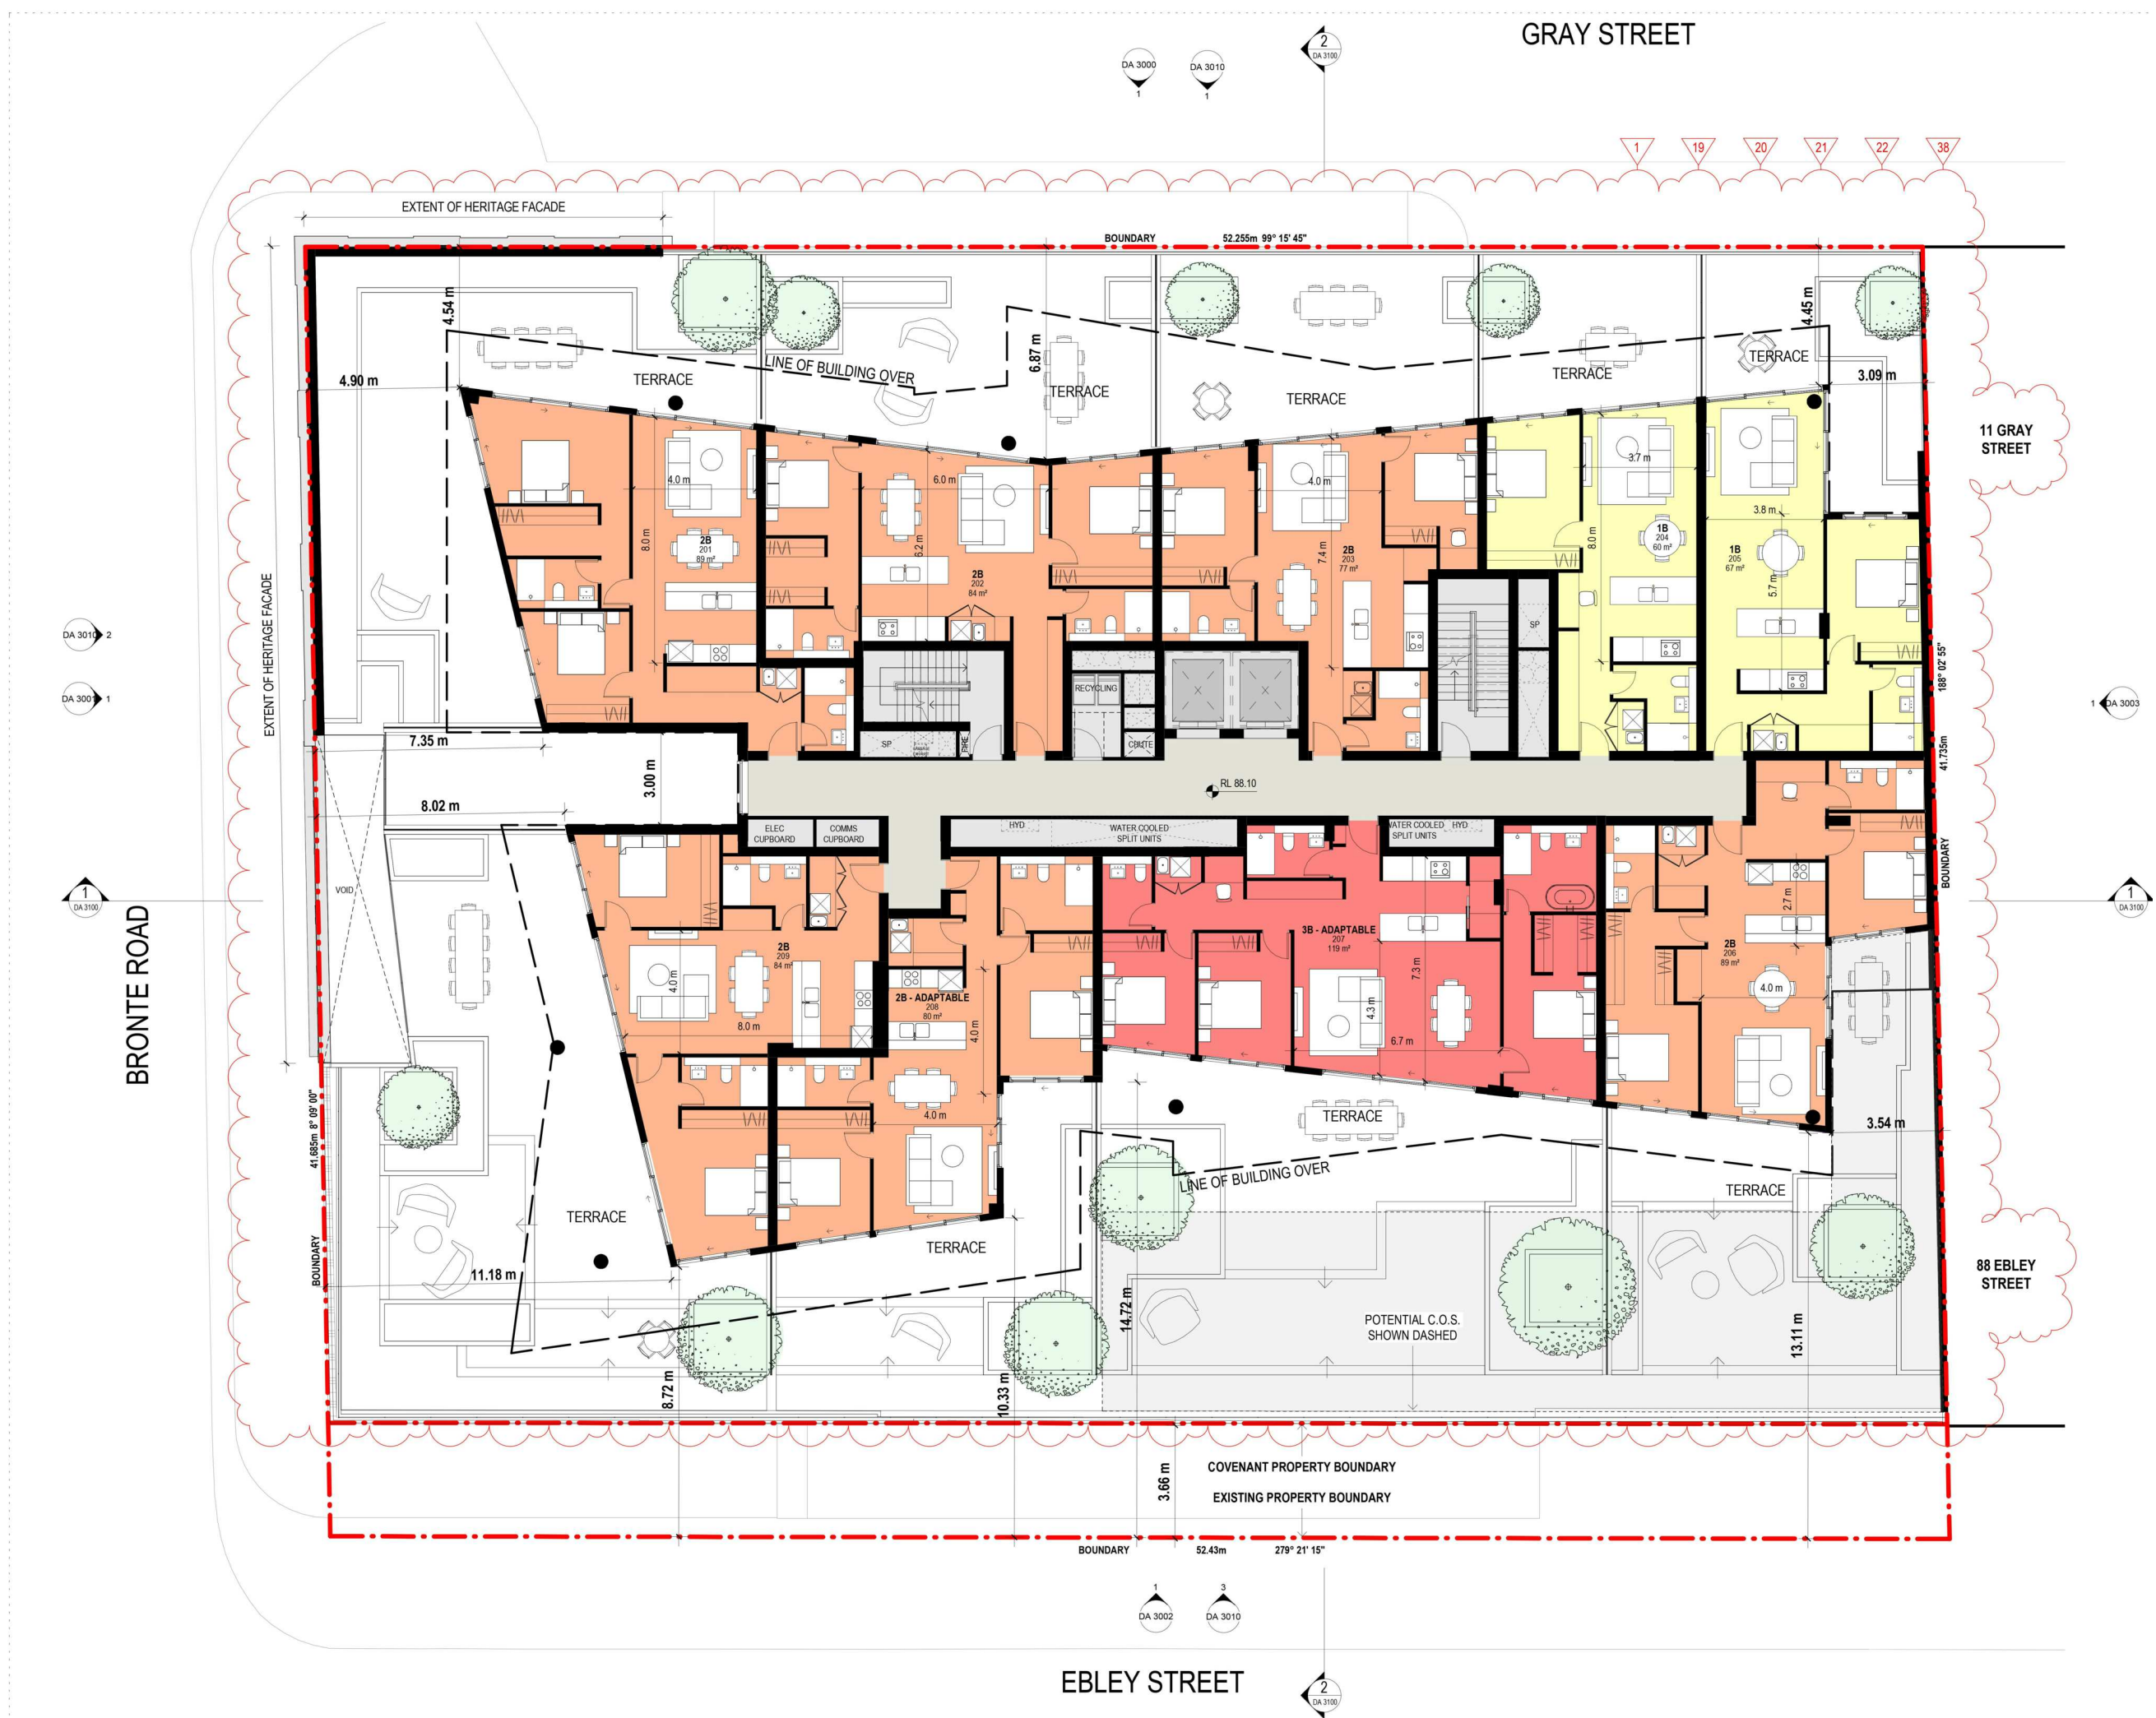 GRAY STREET
2
DA 3100
DA 3000
1
DA 3010
1
1
19
20
21
22
38
EXTENT OF HERITAGE FACADE
BOUNDARY
52.255m 99° 15' 45"
4.54 m
4.90 m
LINE OF BUILDING OVER
TERRACE
6.87 m
TERRACE
TERRACE
TERRACE
TERRACE
4.45 m
3.09 m
11 GRAY
STREET
4.0 m
8.0 m
2B
201
89 m²
6.0 m
6.2 m
2B
202
84 m²
4.0 m
7.4 m
2B
203
77 m²
3.7 m
8.0 m
1B
204
60 m²
3.8 m
5.7 m
1B
205
67 m²
SP
RECYCLING
CHUTE
SP
FIRE
EXTENT OF HERITAGE FACADE
DA 3010
2
DA 3001
1
188° 02' 55"
41.735m
BOUNDARY
1
DA 3003
7.35 m
3.00 m
8.02 m
RL 88.10
ELEC
CUPBOARD
COMMS
CUPBOARD
HYD
WATER COOLED
SPLIT UNITS
WATER COOLED
SPLIT UNITS
HYD
VOID
1
DA 3100
1
DA 3100
BRONTE ROAD
2B
209
84 m²
4.0 m
8.0 m
2B - ADAPTABLE
208
80 m²
4.0 m
4.0 m
3B - ADAPTABLE
207
119 m²
7.3 m
4.3 m
6.7 m
2.7 m
2B
206
89 m²
4.0 m
TERRACE
3.54 m
LINE OF BUILDING OVER
TERRACE
TERRACE
TERRACE
41.685m 8° 09' 00"
BOUNDARY
11.18 m
8.72 m
10.33 m
14.72 m
13.11 m
POTENTIAL C.O.S.
SHOWN DASHED
88 EBLEY
STREET
3.66 m
COVENANT PROPERTY BOUNDARY
EXISTING PROPERTY BOUNDARY
BOUNDARY
52.43m
279° 21' 15"
1
DA 3002
3
DA 3010
EBLEY STREET
2
DA 3100